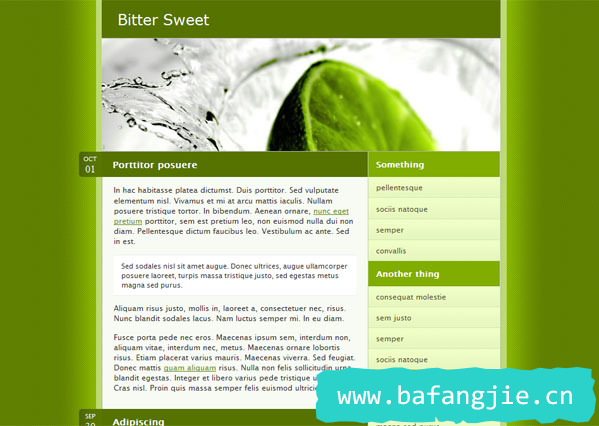 Bitter Sweet
OCT
01
Porttitor posuere
In hac habitasse platea dictumst. Duis porttitor. Sed vulputate
elementum nisl. Vivamus et mi at arcu mattis iaculis. Nullam
posuere tristique tortor. In bibendum. Aenean ornare, nunc eget
pretium porttitor, sem est pretium leo, non euismod nulla dui non
diam. Pellentesque dictum faucibus leo. Vestibulum ac ante. Sed
in est.
Sed sodales nisl sit amet augue. Donec ultrices, augue ullamcorper
posuere laoreet, turpis massa tristique justo, sed egestas metus
magna sed purus.
Aliquam risus justo, mollis in, laoreet a, consectetuer nec, risus.
Nunc blandit sodales lacus. Nam luctus semper mi. In eu diam.
Fusce porta pede nec eros. Maecenas ipsum sem, interdum non,
aliquam vitae, interdum nec, metus. Maecenas ornare lobortis
risus. Etiam placerat varius mauris. Maecenas viverra. Sed feugiat.
Donec mattis quam aliquam risus. Nulla non felis sollicitudin urna
blandit egestas. Integer et libero varius pede tristique
Cras nisl. Proin quis massa semper felis euismod
SEP
Adipiscing
Something
pellentesque
sociis natoque
semper
convallis
Another thing
consequat molestie
sem justo
semper
sociis natoque
www.bafangjie.cn